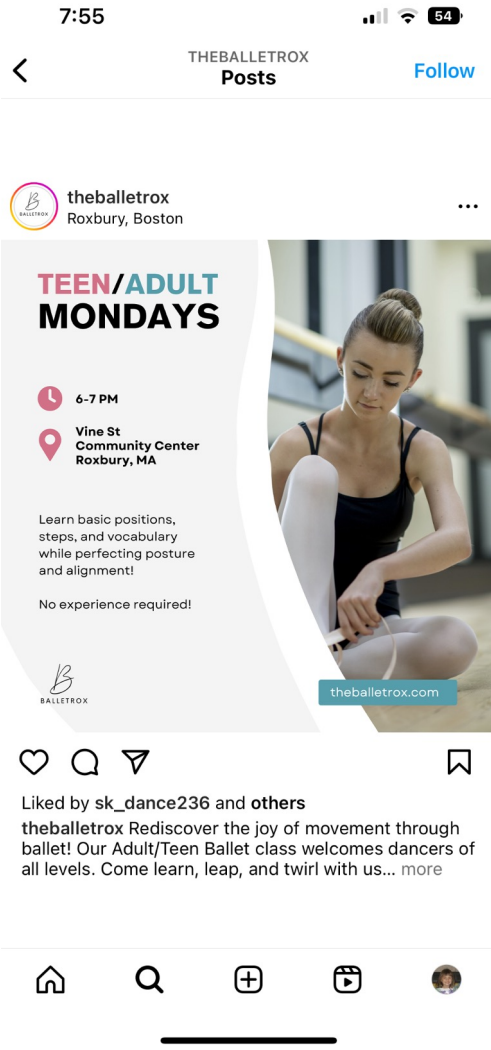 7:55
54
THEBALLETROX
Posts
Follow
BALLETROX
theballetrox
Roxbury, Boston
TEEN/ADULT
MONDAYS
6-7 PM
Vine St
Community Center
Roxbury, MA
Learn basic positions,
steps, and vocabulary
while perfecting posture
and alignment!
No experience required!
B
BALLETROX
theballetrox.com
Liked by sk_dance236 and others
theballetrox Rediscover the joy of movement through
ballet! Our Adult/Teen Ballet class welcomes dancers of
all levels. Come learn, leap, and twirl with us... more